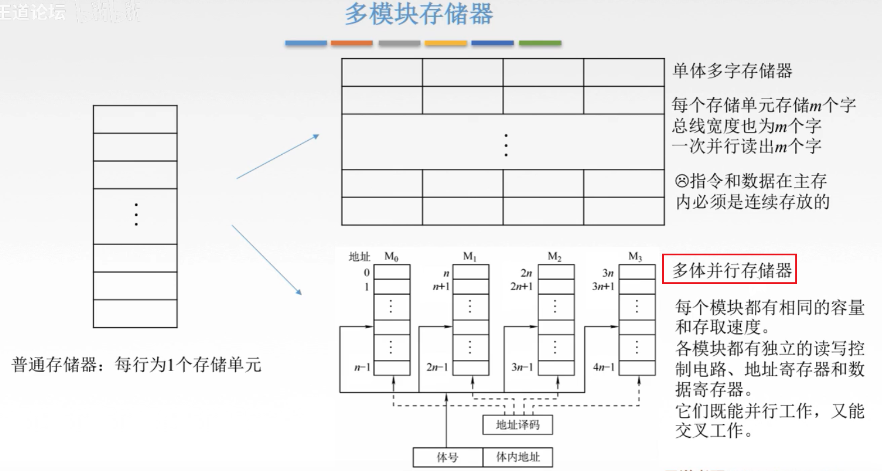 王道论坛
多模块存储器
单体多字存储器
每个存储单元存储m个字
总线宽度也为m个字
一次并行读出m个字
☹指令和数据在主存
内必须是连续存放的
普通存储器：每行为1个存储单元
地址 M₀ M₁ M₂ M₃
0 n 2n 3n
1 n+1 2n+1 3n+1
n−1 2n−1 3n−1 4n−1
地址译码
体号 体内地址
多体并行存储器
每个模块都有相同的容量
和存取速度。
各模块都有独立的读写控
制电路、地址寄存器和数
据寄存器。
它们既能并行工作，又能
交叉工作。